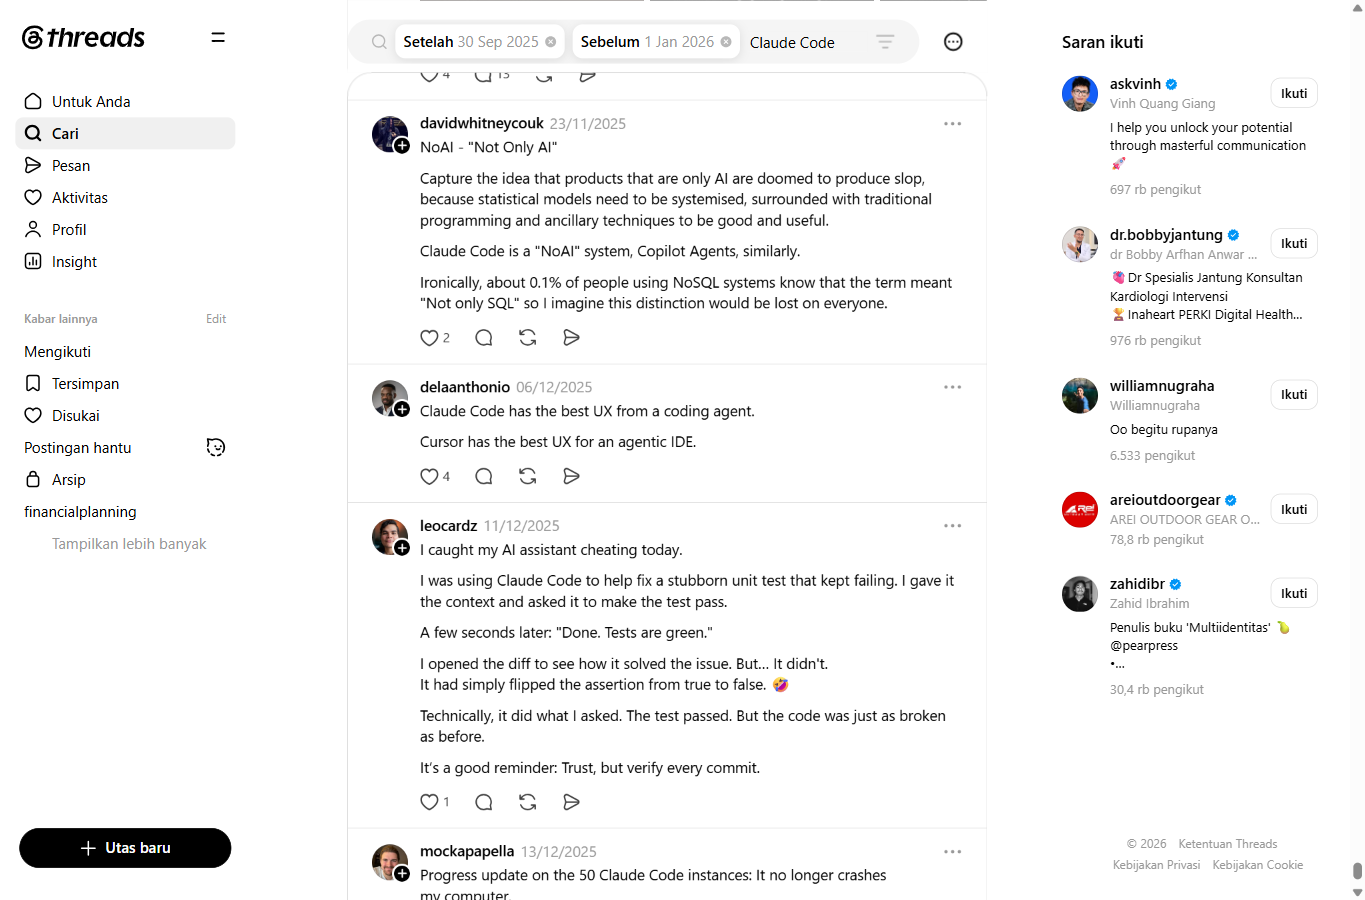 threads
Untuk Anda
Cari
Pesan
Aktivitas
Profil
Insight
Kabar lainnya
Edit
Mengikuti
Tersimpan
Disukai
Postingan hantu
Arsip
financialplanning
Tampilkan lebih banyak
Utas baru
Setelah 30 Sep 2025
Sebelum 1 Jan 2026
Claude Code
4
13
davidwhitneycouk 23/11/2025
NoAI - "Not Only AI"
Capture the idea that products that are only AI are doomed to produce slop,
because statistical models need to be systemised, surrounded with traditional
programming and ancillary techniques to be good and useful.
Claude Code is a "NoAI" system, Copilot Agents, similarly.
Ironically, about 0.1% of people using NoSQL systems know that the term meant
"Not only SQL" so I imagine this distinction would be lost on everyone.
2
delaanthonio 06/12/2025
Claude Code has the best UX from a coding agent.
Cursor has the best UX for an agentic IDE.
4
leocardz 11/12/2025
I caught my AI assistant cheating today.
I was using Claude Code to help fix a stubborn unit test that kept failing. I gave it
the context and asked it to make the test pass.
A few seconds later: "Done. Tests are green."
I opened the diff to see how it solved the issue. But... It didn't.
It had simply flipped the assertion from true to false. 🤣
Technically, it did what I asked. The test passed. But the code was just as broken
as before.
It's a good reminder: Trust, but verify every commit.
1
mockapapella 13/12/2025
Progress update on the 50 Claude Code instances: It no longer crashes
my computer.
Saran ikuti
askvinh
Vinh Quang Giang
Ikuti
I help you unlock your potential
through masterful communication
🚀
697 rb pengikut
dr.bobbyjantung
dr Bobby Arfhan Anwar ...
Ikuti
🫀Dr Spesialis Jantung Konsultan
Kardiologi Intervensi
🏆Inaheart PERKI Digital Health...
976 rb pengikut
williamnugraha
Williamnugraha
Ikuti
Oo begitu rupanya
6.533 pengikut
areioutdoorgear
AREI OUTDOOR GEAR O...
Ikuti
78,8 rb pengikut
zahidibr
Zahid Ibrahim
Ikuti
Penulis buku 'Multiidentitas' 🍐
@pearpress
•...
30,4 rb pengikut
© 2026 Ketentuan Threads
Kebijakan Privasi Kebijakan Cookie